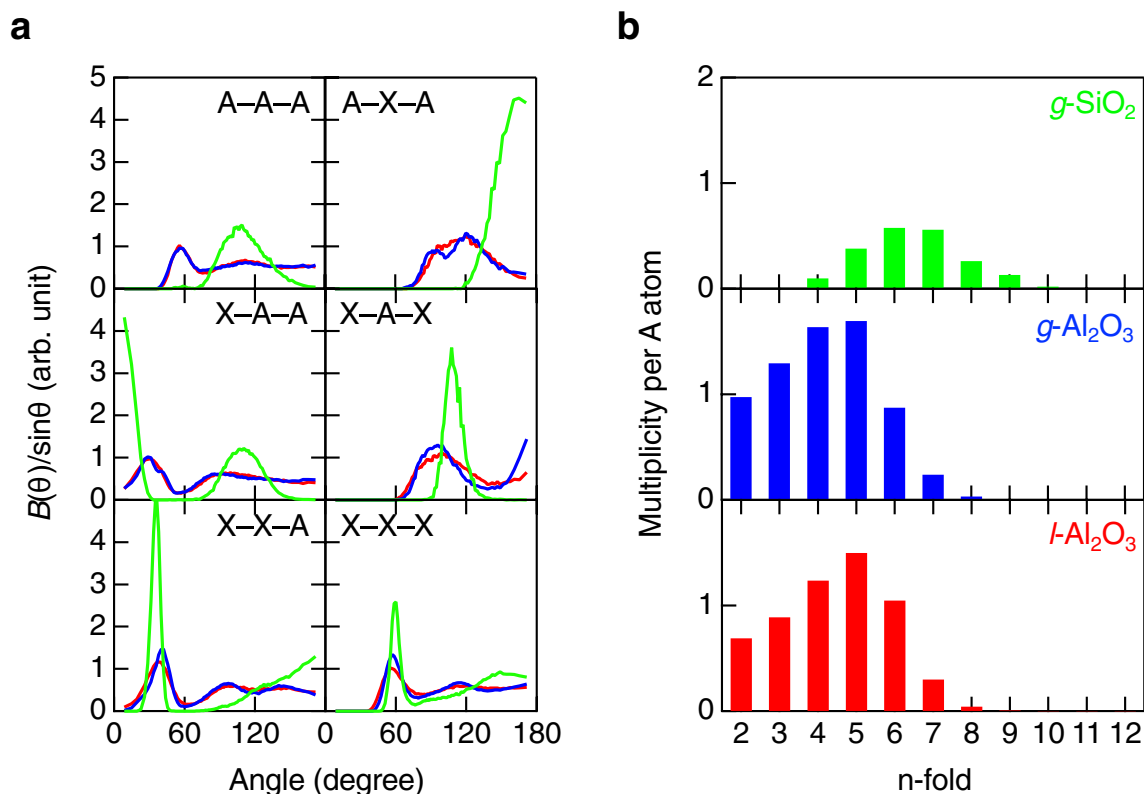 a
b
B(θ)/sinθ (arb. unit)
5
4
3
2
1
0
A–A–A
A–X–A
4
3
2
1
0
X–A–A
X–A–X
4
3
2
1
0
X–X–A
X–X–X
0
60
120
0
60
120
180
Angle (degree)
Multiplicity per A atom
2
1
0
g-SiO₂
1
0
g-Al₂O₃
1
0
l-Al₂O₃
2 3 4 5 6 7 8 9 10 11 12
n-fold